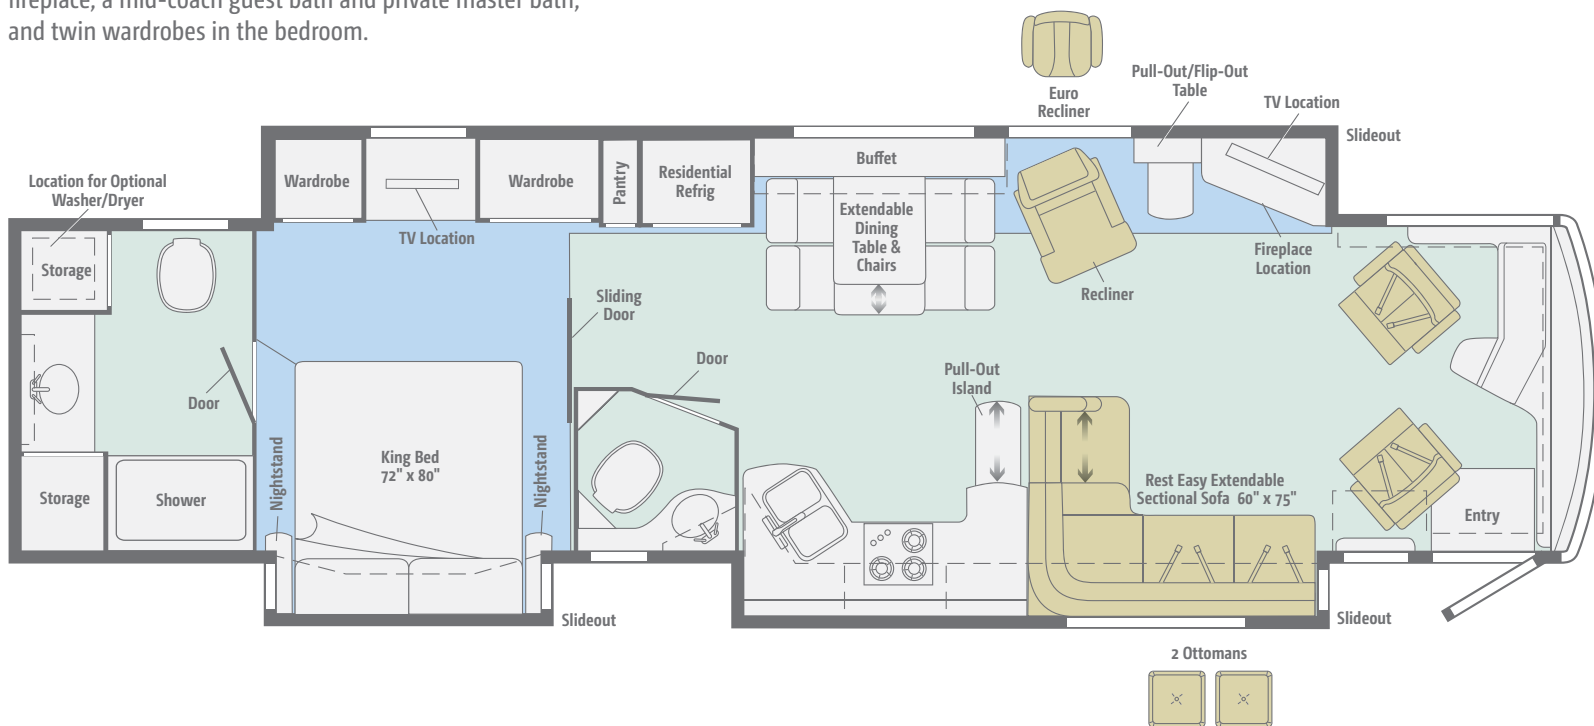 fireplace, a mid-coach guest bath and private master bath,
and twin wardrobes in the bedroom.
Euro
Recliner
Pull-Out/Flip-Out
Table
TV Location
Slideout
Location for Optional
Washer/Dryer
Wardrobe
Wardrobe
Pantry
Residential
Refrig
Buffet
TV Location
Storage
Extendable
Dining
Table &
Chairs
Recliner
Fireplace
Location
Sliding
Door
Door
Pull-Out
Island
Door
Nightstand
King Bed
72" x 80"
Nightstand
Storage
Shower
Rest Easy Extendable
Sectional Sofa 60" x 75"
Entry
Slideout
Slideout
2 Ottomans